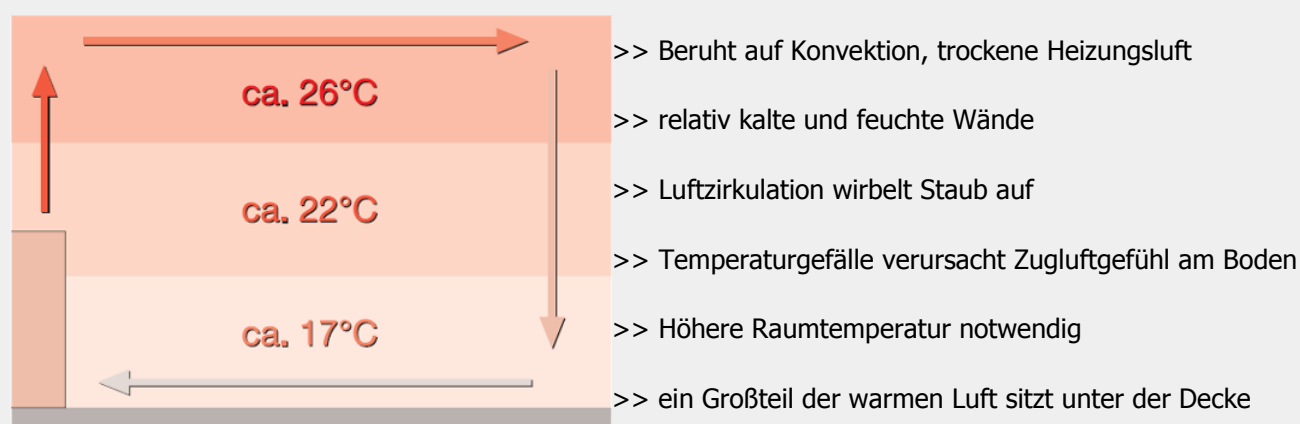 ca. 26°C
ca. 22°C
ca. 17°C
>> Beruht auf Konvektion, trockene Heizungsluft
>> relativ kalte und feuchte Wände
>> Luftzirkulation wirbelt Staub auf
>> Temperaturgefälle verursacht Zugluftgefühl am Boden
>> Höhere Raumtemperatur notwendig
>> ein Großteil der warmen Luft sitzt unter der Decke